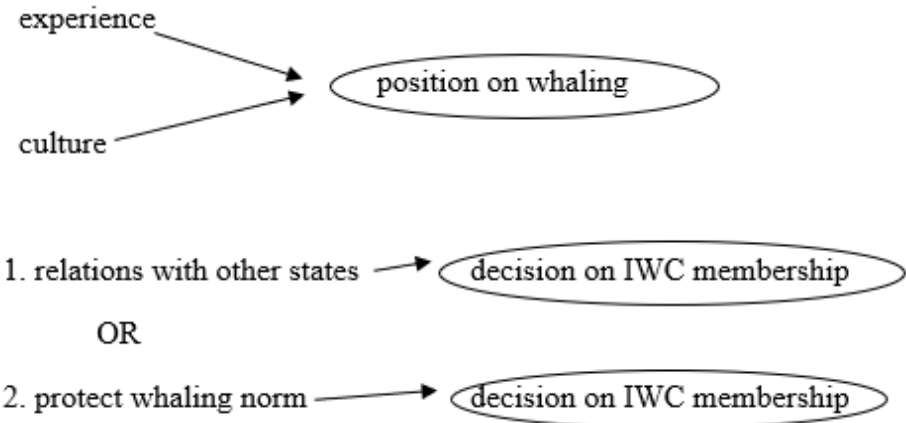 experience
position on whaling
culture
1. relations with other states
decision on IWC membership
OR
2. protect whaling norm
decision on IWC membership